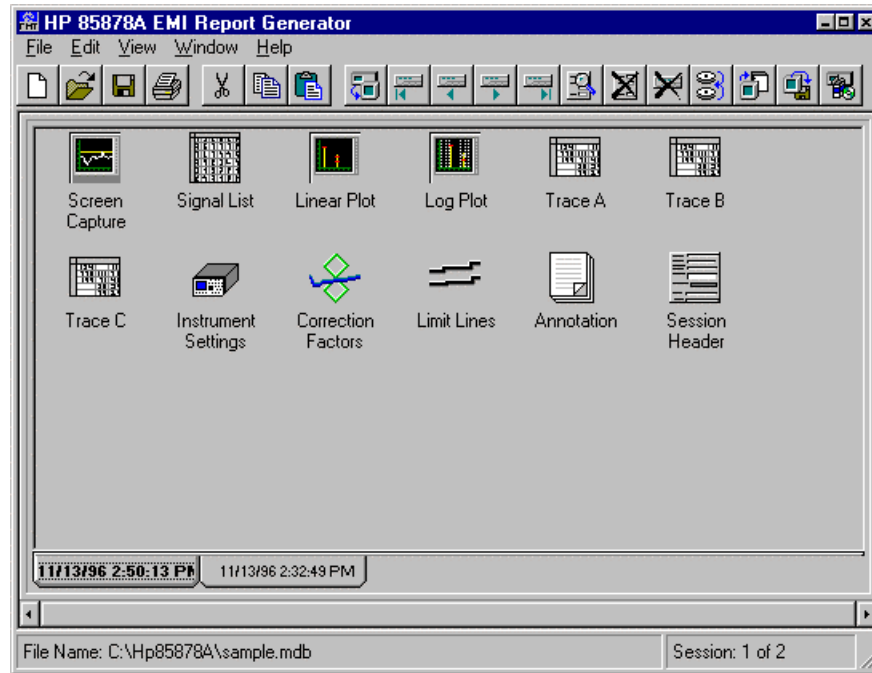 HP 85878A EMI Report Generator
File Edit View Window Help
Screen Capture
Signal List
Linear Plot
Log Plot
Trace A
Trace B
Trace C
Instrument Settings
Correction Factors
Limit Lines
Annotation
Session Header
11/13/96 2:50:13 PM
11/13/96 2:32:49 PM
File Name: C:\Hp85878A\sample.mdb
Session: 1 of 2